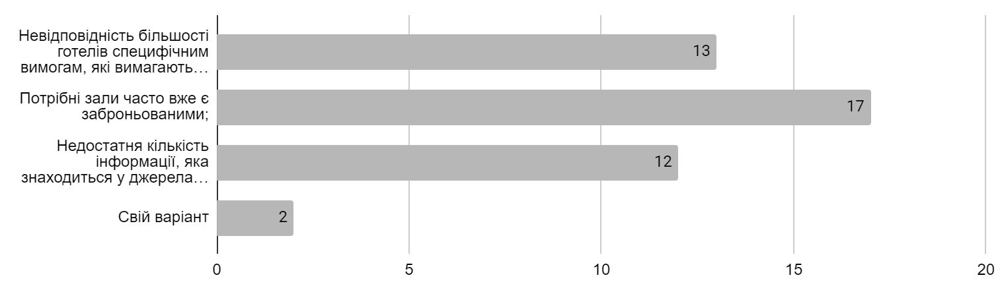 Невідповідність більшості
готелів специфічним
вимогам, які вимагають…
13
Потрібні зали часто вже є
заброньованими;
17
Недостатня кількість
інформації, яка
знаходиться у джерела…
12
Свій варіант
2
0 5 10 15 20